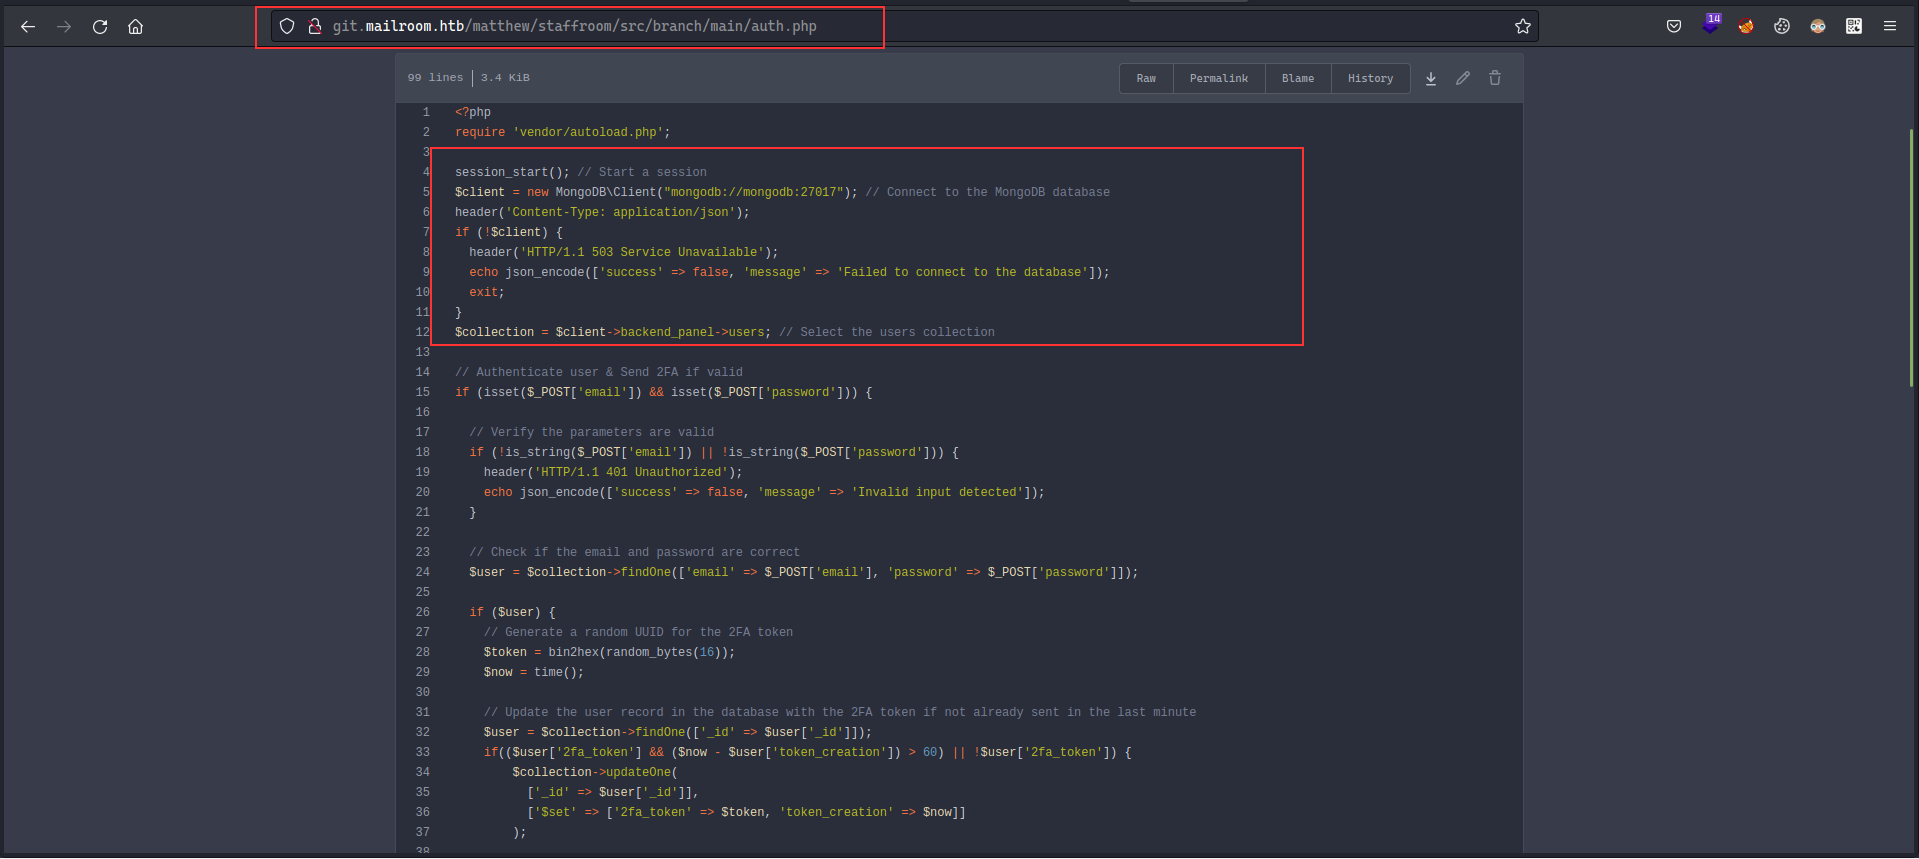 git.mailroom.htb/matthew/staffroom/src/branch/main/auth.php
14
99 lines | 3.4 KiB
Raw Permalink Blame History
1 <?php
2 require 'vendor/autoload.php';
3
4 session_start(); // Start a session
5 $client = new MongoDB\Client("mongodb://mongodb:27017"); // Connect to the MongoDB database
6 header('Content-Type: application/json');
7 if (!$client) {
8   header('HTTP/1.1 503 Service Unavailable');
9   echo json_encode(['success' => false, 'message' => 'Failed to connect to the database']);
10   exit;
11 }
12 $collection = $client->backend_panel->users; // Select the users collection
13
14 // Authenticate user & Send 2FA if valid
15 if (isset($_POST['email']) && isset($_POST['password'])) {
16
17   // Verify the parameters are valid
18   if (!is_string($_POST['email']) || !is_string($_POST['password'])) {
19     header('HTTP/1.1 401 Unauthorized');
20     echo json_encode(['success' => false, 'message' => 'Invalid input detected']);
21   }
22
23   // Check if the email and password are correct
24   $user = $collection->findOne(['email' => $_POST['email'], 'password' => $_POST['password']]);
25
26   if ($user) {
27     // Generate a random UUID for the 2FA token
28     $token = bin2hex(random_bytes(16));
29     $now = time();
30
31     // Update the user record in the database with the 2FA token if not already sent in the last minute
32     $user = $collection->findOne(['_id' => $user['_id']]);
33     if(($user['2fa_token'] && ($now - $user['token_creation']) > 60) || !$user['2fa_token']) {
34         $collection->updateOne(
35           ['_id' => $user['_id']],
36           ['$set' => ['2fa_token' => $token, 'token_creation' => $now]]
37         );
38